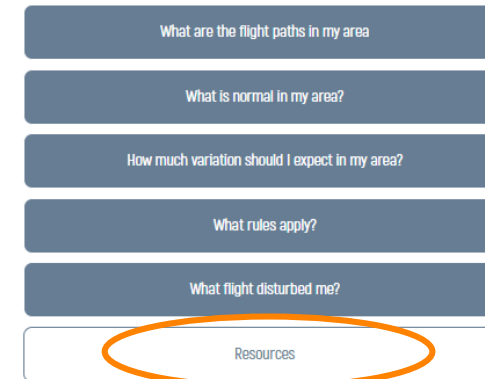 What are the flight paths in my area
What is normal in my area?
How much variation should I expect in my area?
What rules apply?
What flight disturbed me?
Resources